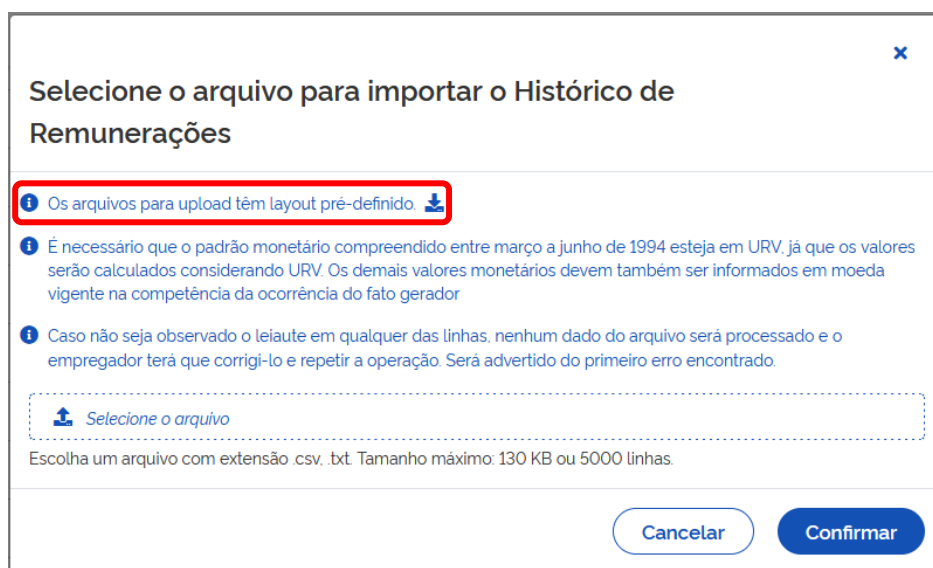 Selecione o arquivo para importar o Histórico de
Remunerações
Os arquivos para upload têm layout pré-definido.
É necessário que o padrão monetário compreendido entre março a junho de 1994 esteja em URV, já que os valores
serão calculados considerando URV. Os demais valores monetários devem também ser informados em moeda
vigente na competência da ocorrência do fato gerador
Caso não seja observado o leiaute em qualquer das linhas, nenhum dado do arquivo será processado e o
empregador terá que corrigi-lo e repetir a operação. Será advertido do primeiro erro encontrado.
Selecione o arquivo
Escolha um arquivo com extensão .csv, .txt. Tamanho máximo: 130 KB ou 5000 linhas.
Cancelar Confirmar